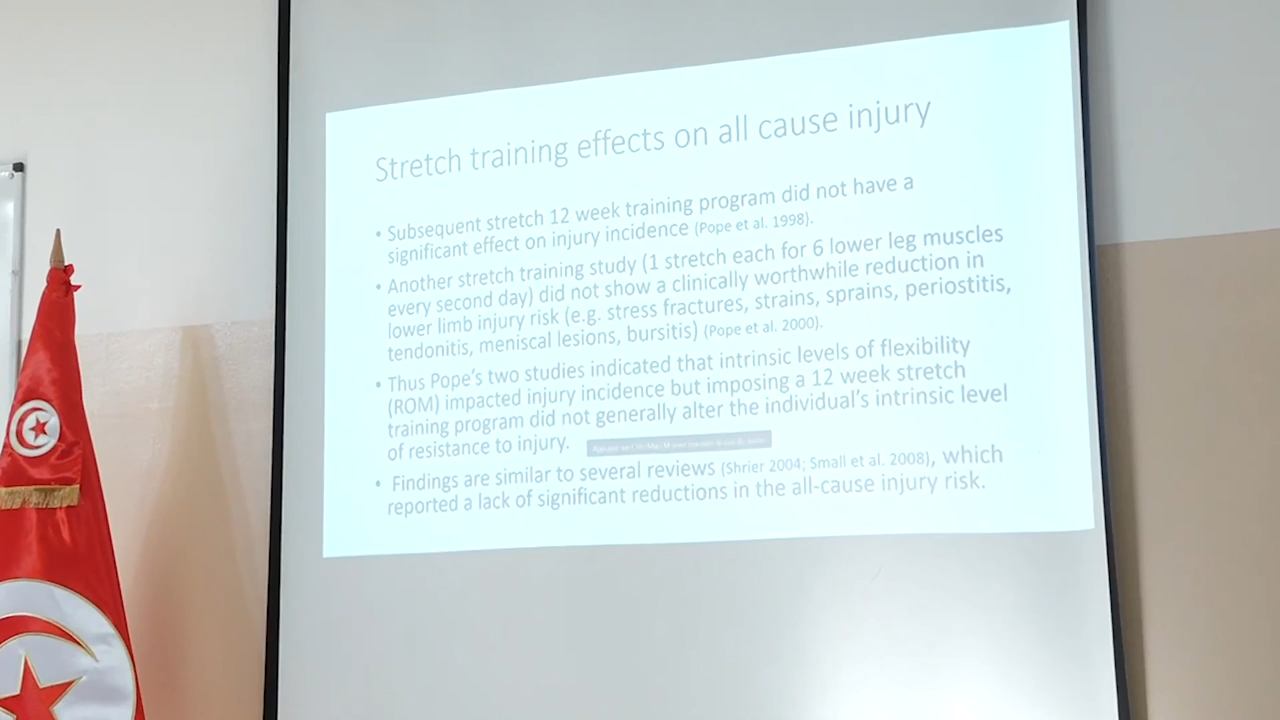 Stretch training effects on all cause injury
• Subsequent stretch 12 week training program did not have a
significant effect on injury incidence (Pope et al. 1998).
• Another stretch training study (1 stretch each for 6 lower leg muscles
every second day) did not show a clinically worthwhile reduction in
lower limb injury risk (e.g. stress fractures, strains, sprains, periostitis,
tendonitis, meniscal lesions, bursitis) (Pope et al. 2000).
• Thus Pope's two studies indicated that intrinsic levels of flexibility
(ROM) impacted injury incidence but imposing a 12 week stretch
training program did not generally alter the individual's intrinsic level
of resistance to injury.
• Findings are similar to several reviews (Shrier 2004; Small et al. 2008), which
reported a lack of significant reductions in the all-cause injury risk.